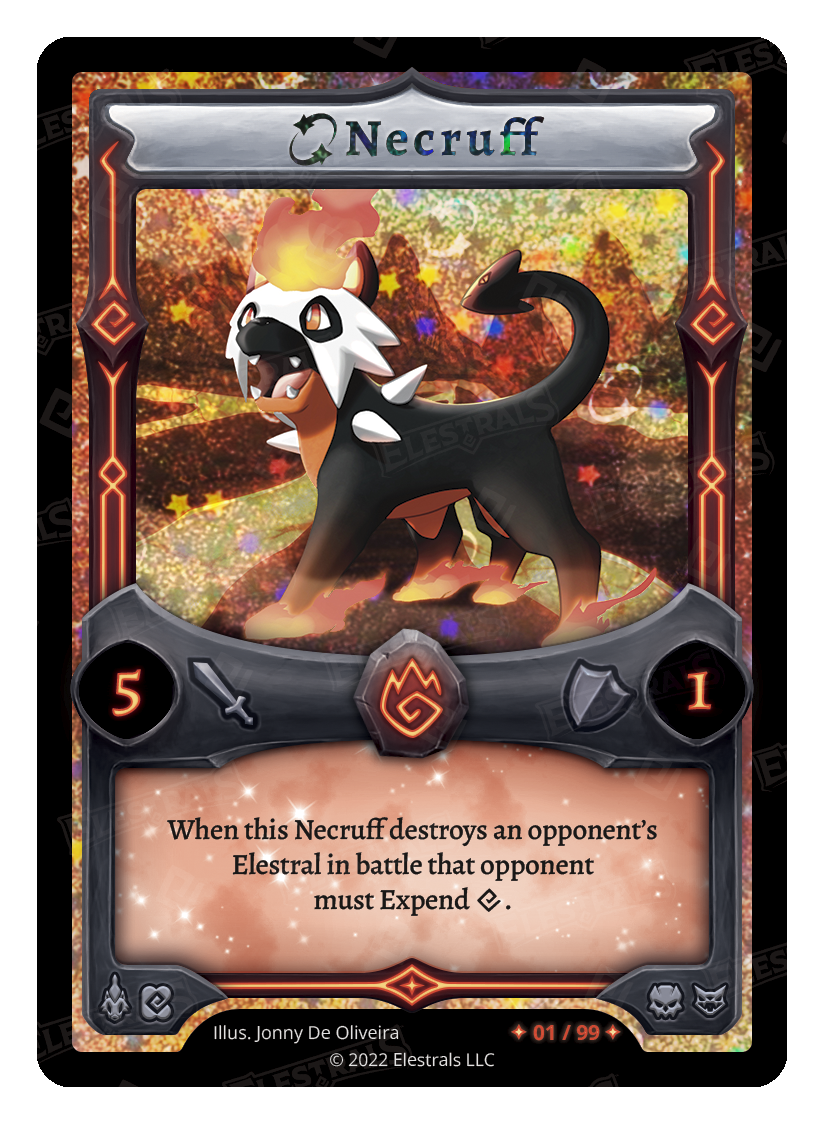 Necruff
5
1
When this Necruff destroys an opponent's
Elestral in battle that opponent
must Expend .
Illus. Jonny De Oliveira
01 / 99
© 2022 Elestrals LLC
ELESTRALS